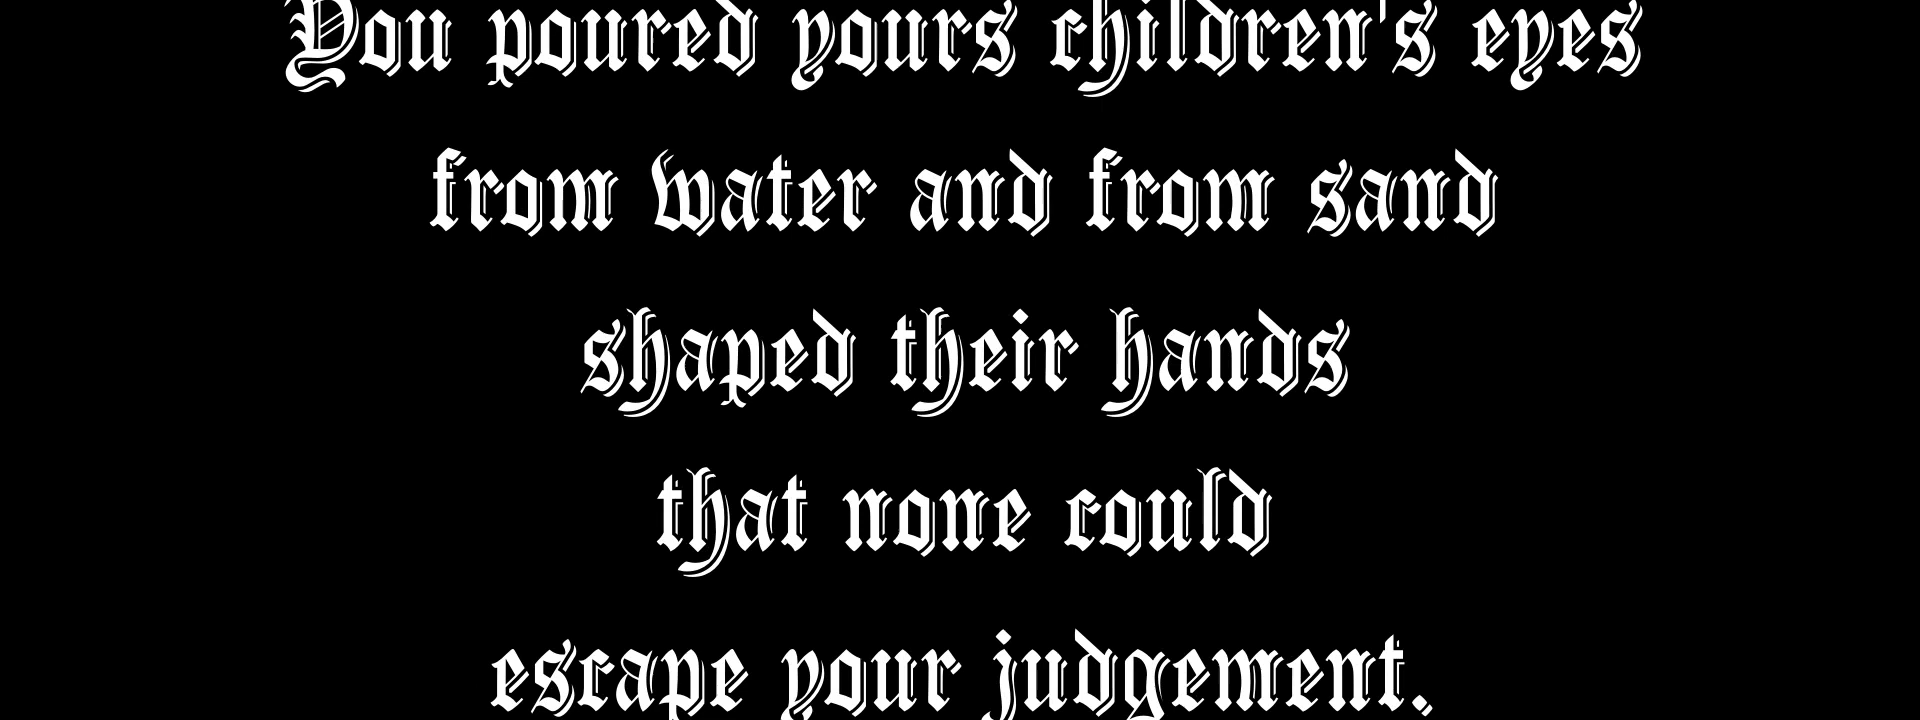 You poured yours children's eyes
from water and from sand
shaped their hands
that none could
escape your judgement.